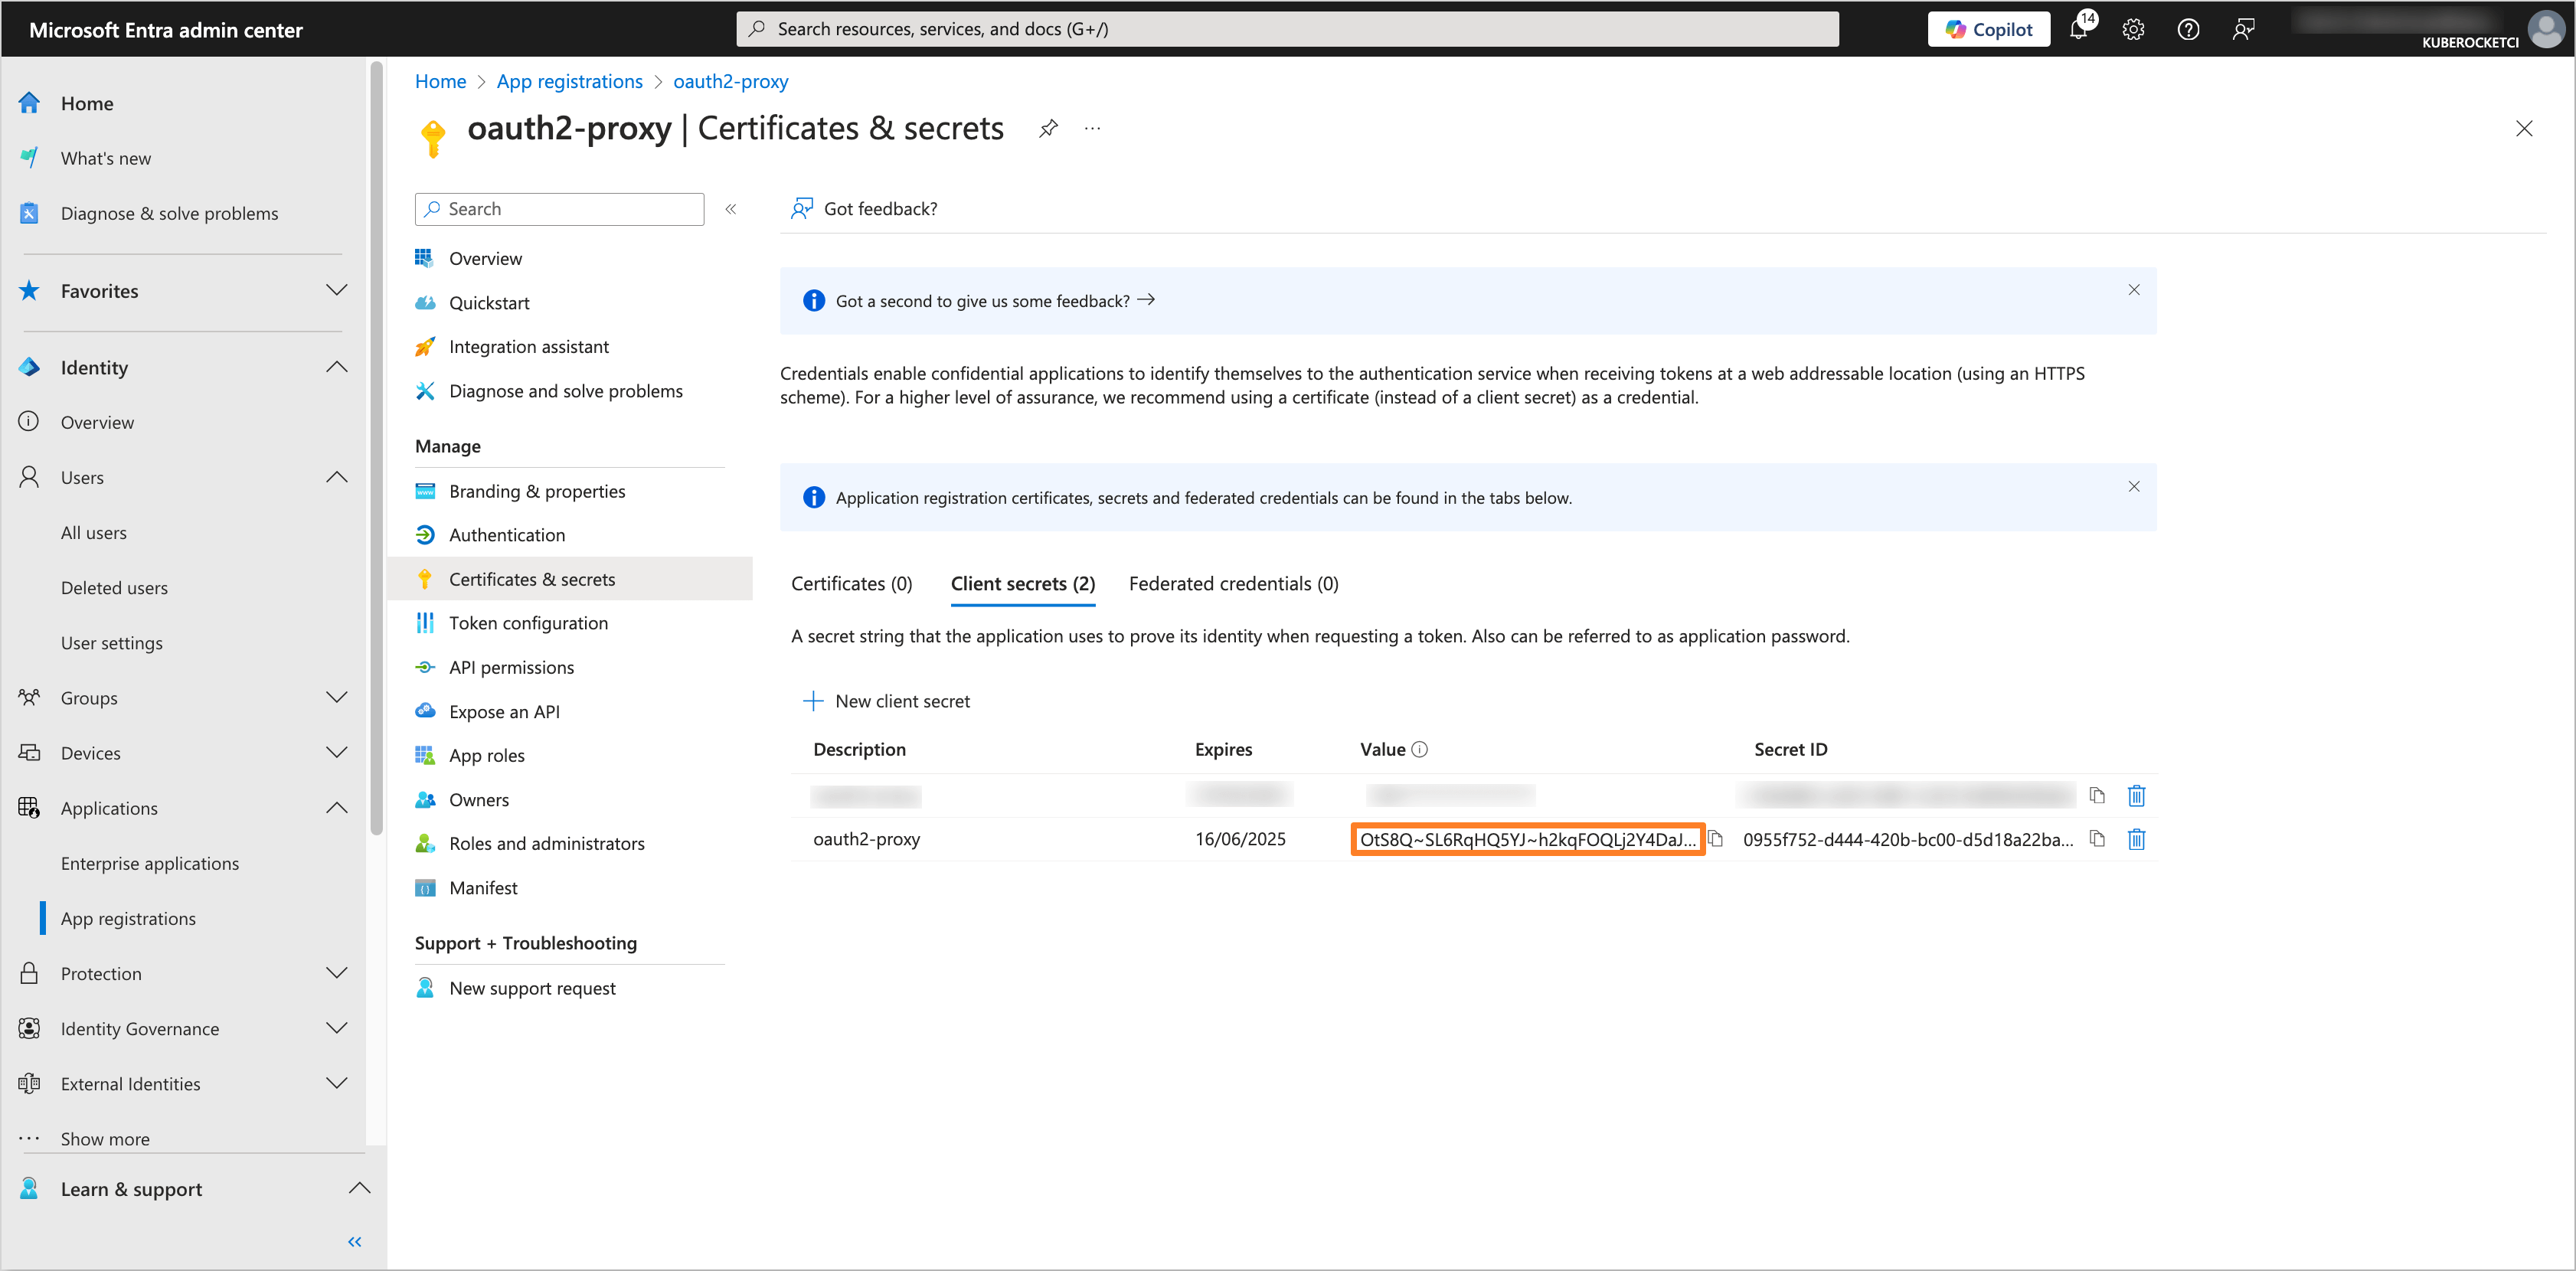 Microsoft Entra admin center
Search resources, services, and docs (G+/)
Copilot
14
KUBEROCKETCI
Home
What's new
Diagnose & solve problems
Favorites
Identity
Overview
Users
All users
Deleted users
User settings
Groups
Devices
Applications
Enterprise applications
App registrations
Protection
Identity Governance
External Identities
Show more
Learn & support
Home > App registrations > oauth2-proxy
oauth2-proxy | Certificates & secrets
Search
Overview
Quickstart
Integration assistant
Diagnose and solve problems
Manage
Branding & properties
Authentication
Certificates & secrets
Token configuration
API permissions
Expose an API
App roles
Owners
Roles and administrators
Manifest
Support + Troubleshooting
New support request
Got feedback?
Got a second to give us some feedback? →
Credentials enable confidential applications to identify themselves to the authentication service when receiving tokens at a web addressable location (using an HTTPS
scheme). For a higher level of assurance, we recommend using a certificate (instead of a client secret) as a credential.
Application registration certificates, secrets and federated credentials can be found in the tabs below.
Certificates (0) Client secrets (2) Federated credentials (0)
A secret string that the application uses to prove its identity when requesting a token. Also can be referred to as application password.
New client secret
Description Expires Value Secret ID
oauth2-proxy 16/06/2025 OtS8Q~SL6RqHQ5YJ~h2kqFOQLj2Y4DaJ... 0955f752-d444-420b-bc00-d5d18a22ba...